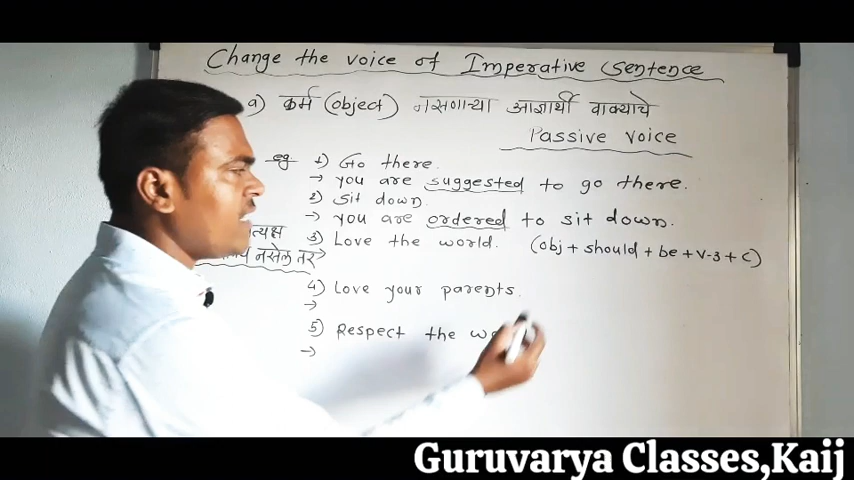 Change the voice of Imperative Sentence
a) कर्म (object) नसणाऱ्या आज्ञार्थी वाक्याचे
Passive voice
eg 1) Go there.
→ you are suggested to go there.
2) sit down.
→ you are ordered to sit down.
3) Love the world. (obj + should + be + v-3 + c)
नसेल तर →
4) Love your parents.
→
5) Respect the
→
Guruvarya Classes,Kaij